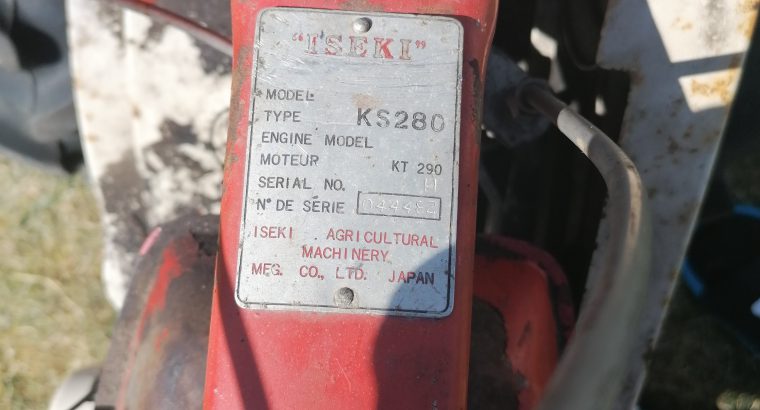 "ISEKI"
MODEL
TYPE KS280
ENGINE MODEL
MOTEUR KT 290
SERIAL NO. H
N° DE SÉRIE
ISEKI AGRICULTURAL
MACHINERY
MFG. CO., LTD. JAPAN